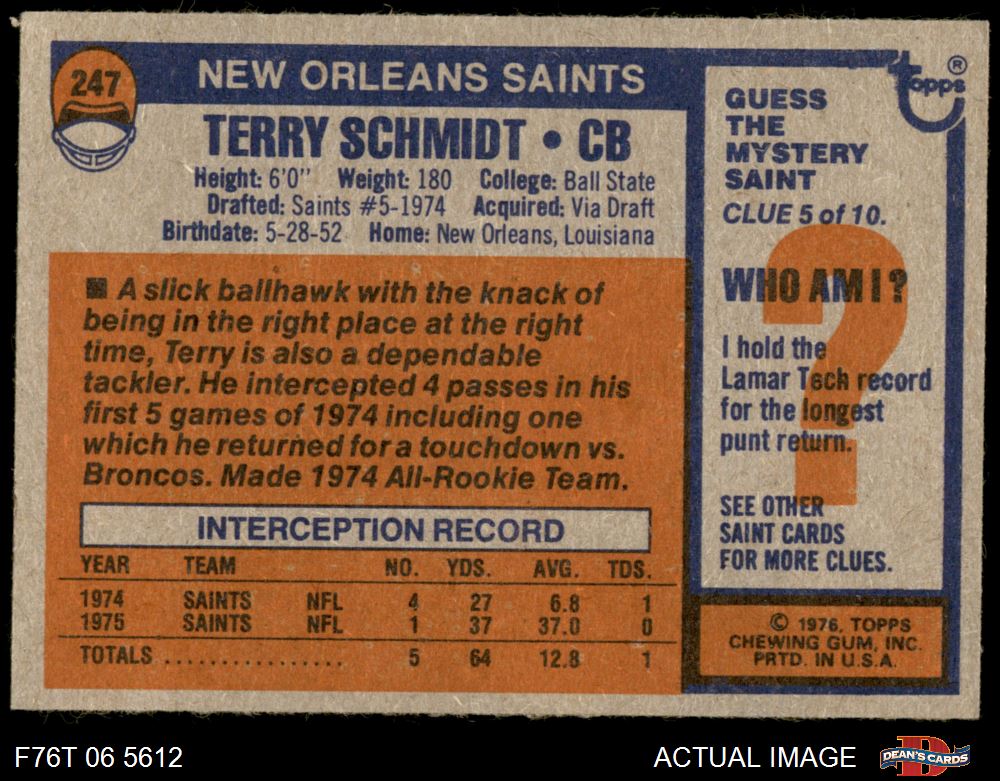 247
NEW ORLEANS SAINTS
TERRY SCHMIDT • CB
Height: 6'0" Weight: 180 College: Ball State
Drafted: Saints #5-1974 Acquired: Via Draft
Birthdate: 5-28-52 Home: New Orleans, Louisiana
■ A slick ballhawk with the knack of
being in the right place at the right
time, Terry is also a dependable
tackler. He intercepted 4 passes in his
first 5 games of 1974 including one
which he returned for a touchdown vs.
Broncos. Made 1974 All-Rookie Team.
INTERCEPTION RECORD
YEAR TEAM NO. YDS. AVG. TDS.
1974 SAINTS NFL 4 27 6.8 1
1975 SAINTS NFL 1 37 37.0 0
TOTALS ................. 5 64 12.8 1
topps®
GUESS
THE
MYSTERY
SAINT
CLUE 5 of 10.
WHO AM I?
I hold the
Lamar Tech record
for the longest
punt return.
SEE OTHER
SAINT CARDS
FOR MORE CLUES.
© 1976, TOPPS
CHEWING GUM, INC.
PRTD. IN U.S.A.
F76T 06 5612
ACTUAL IMAGE
DEAN'S CARDS